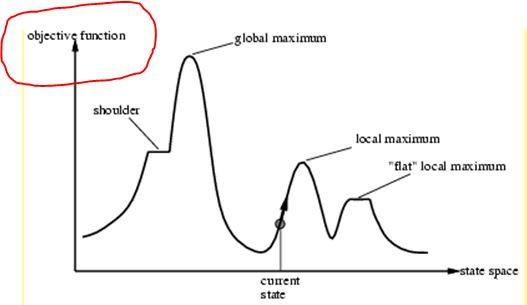 objective function
global maximum
shoulder
local maximum
"flat" local maximum
state space
current
state